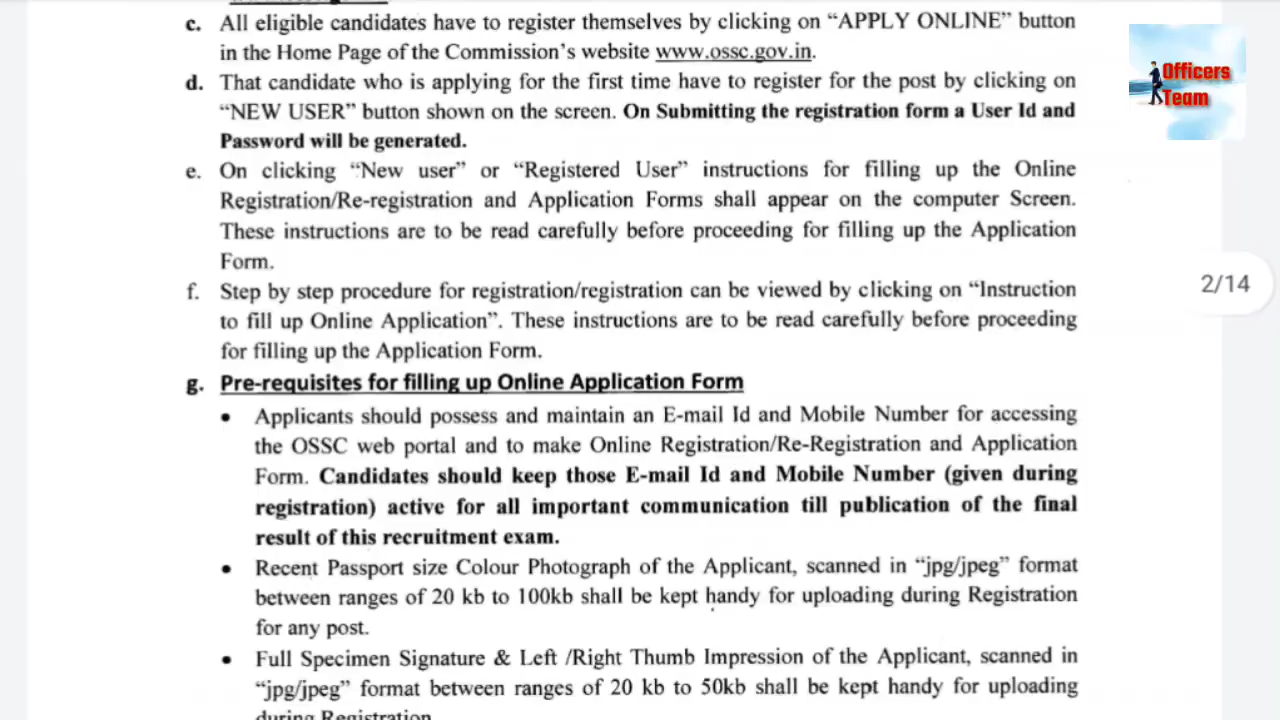 c. All eligible candidates have to register themselves by clicking on “APPLY ONLINE” button
in the Home Page of the Commission’s website www.ossc.gov.in.
d. That candidate who is applying for the first time have to register for the post by clicking on
“NEW USER” button shown on the screen. On Submitting the registration form a User Id and
Password will be generated.
e. On clicking “New user” or “Registered User” instructions for filling up the Online
Registration/Re-registration and Application Forms shall appear on the computer Screen.
These instructions are to be read carefully before proceeding for filling up the Application
Form.
f. Step by step procedure for registration/registration can be viewed by clicking on “Instruction
to fill up Online Application”. These instructions are to be read carefully before proceeding
for filling up the Application Form.
g. Pre-requisites for filling up Online Application Form
• Applicants should possess and maintain an E-mail Id and Mobile Number for accessing
the OSSC web portal and to make Online Registration/Re-Registration and Application
Form. Candidates should keep those E-mail Id and Mobile Number (given during
registration) active for all important communication till publication of the final
result of this recruitment exam.
• Recent Passport size Colour Photograph of the Applicant, scanned in “jpg/jpeg” format
between ranges of 20 kb to 100kb shall be kept handy for uploading during Registration
for any post.
• Full Specimen Signature & Left /Right Thumb Impression of the Applicant, scanned in
“jpg/jpeg” format between ranges of 20 kb to 50kb shall be kept handy for uploading
during Registration
Officers
Team
2/14